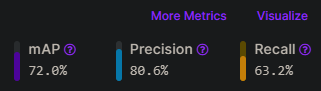 More Metrics Visualize
mAP ? Precision ? Recall ?
72.0% 80.6% 63.2%